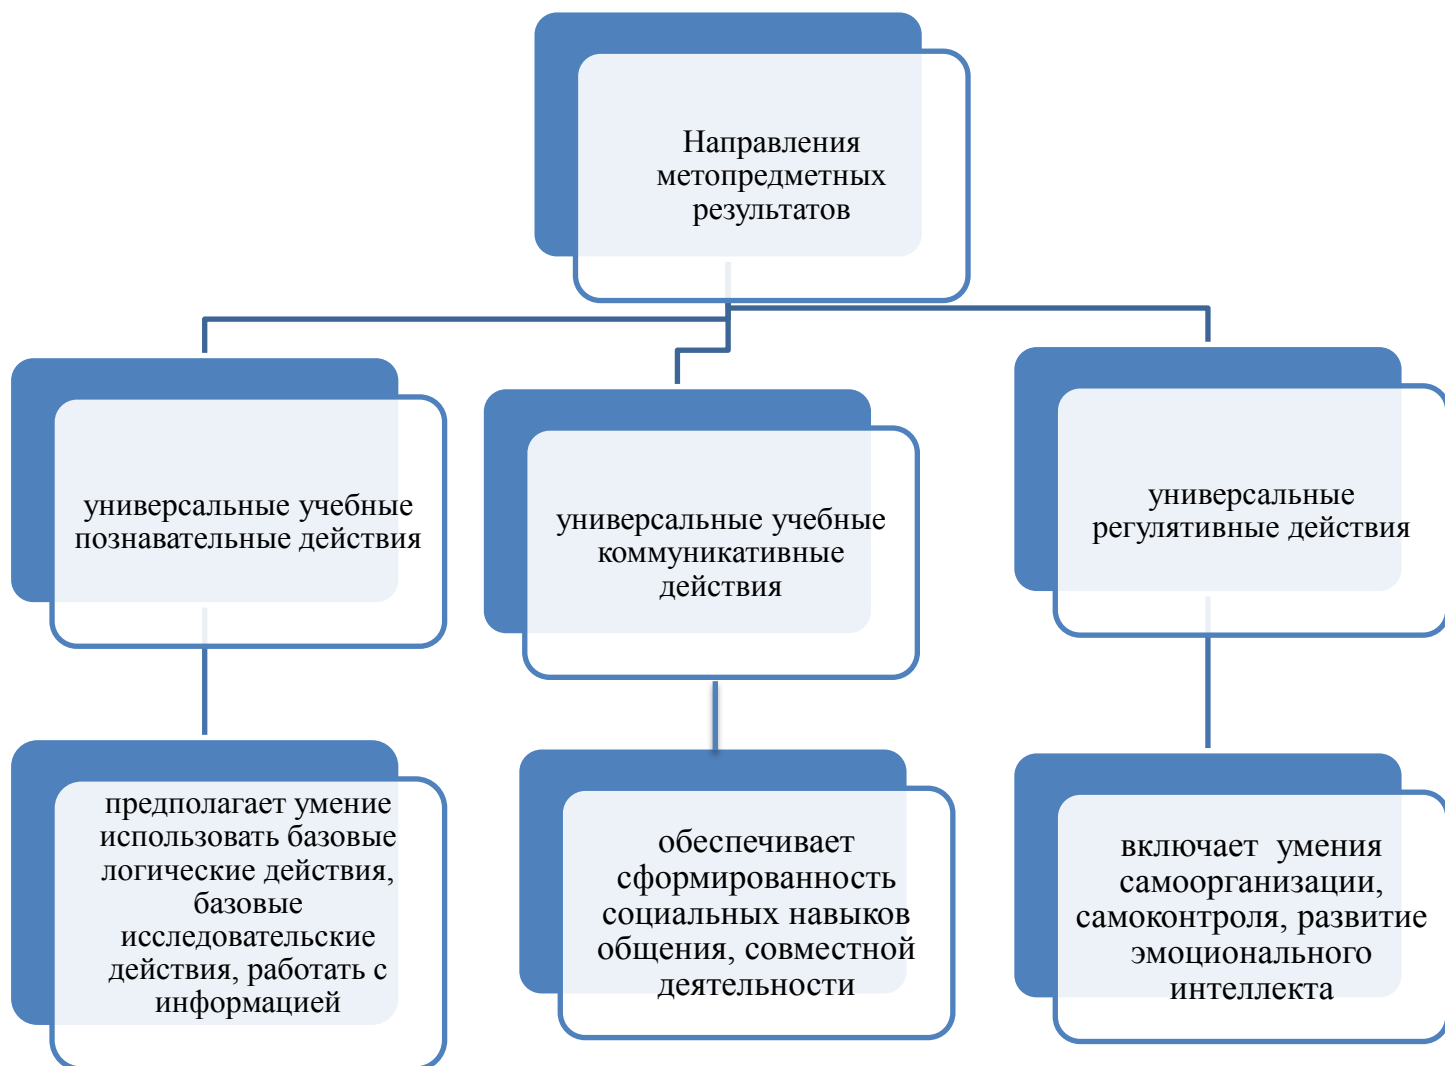 Направления
метопредметных
результатов
универсальные учебные
познавательные действия
универсальные учебные
коммуникативные
действия
универсальные
регулятивные действия
предполагает умение
использовать базовые
логические действия,
базовые
исследовательские
действия, работать с
информацией
обеспечивает
сформированность
социальных навыков
общения, совместной
деятельности
включает  умения
самоорганизации,
самоконтроля, развитие
эмоционального
интеллекта